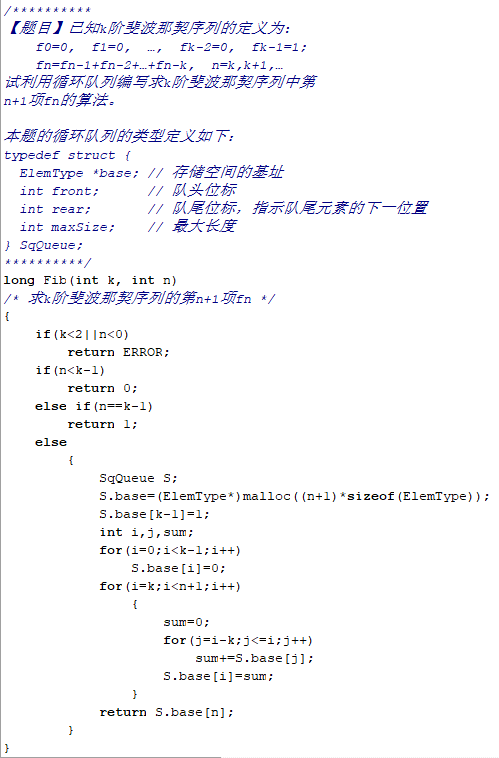 /**********
【题目】已知k阶斐波那契序列的定义为：
f0=0, f1=0, …, fk-2=0, fk-1=1;
fn=fn-1+fn-2+…+fn-k, n=k,k+1,…
试利用循环队列编写求k阶斐波那契序列中第
n+1项fn的算法。
本题的循环队列的类型定义如下：
typedef struct {
ElemType *base; // 存储空间的基址
int front; // 队头位标
int rear; // 队尾位标，指示队尾元素的下一位置
int maxSize; // 最大长度
} SqQueue;
**********/
long Fib(int k, int n)
/* 求k阶斐波那契序列的第n+1项fn */
{
if(k<2||n<0)
return ERROR;
if(n<k-1)
return 0;
else if(n==k-1)
return 1;
else
{
SqQueue S;
S.base=(ElemType*)malloc((n+1)*sizeof(ElemType));
S.base[k-1]=1;
int i,j,sum;
for(i=0;i<k-1;i++)
S.base[i]=0;
for(i=k;i<n+1;i++)
{
sum=0;
for(j=i-k;j<=i;j++)
sum+=S.base[j];
S.base[i]=sum;
}
return S.base[n];
}
}